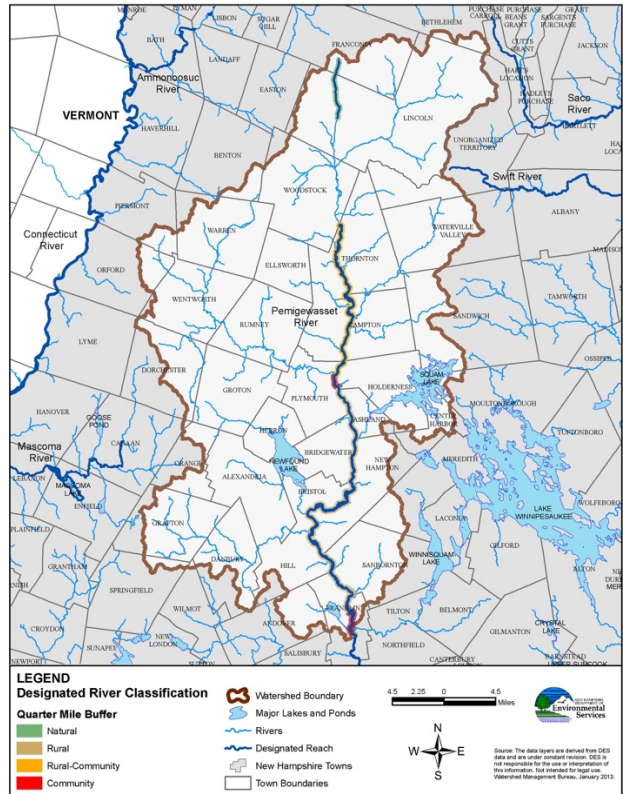 MONROE
LYMAN
LISBON
SUGAR
HILL
BETHLEHEM
PURCHASE
PURCHASE
BEANS
GRANT
GRANT
SARGENTS
PURCHASE
CUTTS
GRANT
JACKSON
BATH
LANDAFF
FRANCONIA
HART'S
LOCATION
HADLEYS
PURCHASE
Ammonoosuc
River
EASTON
Saco
River
VERMONT
LINCOLN
BARTLETT
HAVERHILL
UNORGANIZED
TERRITORY
BENTON
Swift River
WOODSTOCK
PIERMONT
ALBANY
Connecticut
River
WARREN
WATERVILLE
VALLEY
THORNTON
MADISON
ORFORD
ELLSWORTH
WENTWORTH
TAMWORTH
Pemigewasset
River
RUMNEY
CAMPTON
SANDWICH
LYME
OSSIPEE
DORCHESTER
SQUAM
LAKE
GROTON
PLYMOUTH
HOLDERNESS
MOULTONBOROUGH
HANOVER
GOOSE
POND
ASHLAND
CENTER
HARBOR
TUFTONBORO
CANAAN
HEBRON
Mascoma
River
ORANGE
NEWFOUND
LAKE
BRIDGEWATER
NEW
HAMPTON
MEREDITH
LEBANON
MASCOMA
LAKE
ENFIELD
ALEXANDRIA
BRISTOL
WOLFEBORO
LACONIA
LAKE
WINNIPESAUKEE
PLAINFIELD
GRAFTON
GILFORD
WINNISQUAM
LAKE
DANBURY
HILL
SANBORNTON
ALTON
GRANTHAM
SPRINGFIELD
FRANKLIN
TILTON
BELMONT
WILMOT
ANDOVER
CROYDON
NEW
LONDON
NORTHFIELD
GILMANTON
CRYSTAL
LAKE
SUNAPEE
SALISBURY
CANTERBURY
BARNSTEAD
NEWPORT
SUTTON
LEGEND
Designated River Classification
Quarter Mile Buffer
Natural
Rural
Rural-Community
Community
Watershed Boundary
Major Lakes and Ponds
Rivers
Designated Reach
New Hampshire Towns
Town Boundaries
4.5 2.25 0 4.5
Miles
N
W E
S
NEW HAMPSHIRE
DEPARTMENT OF
Environmental
Services
Source: The data layers are derived from DES
data and are under constant revision. DES is
not responsible for the use or interpretation of
this information. Not intended for legal use.
Watershed Management Bureau, January 2013.